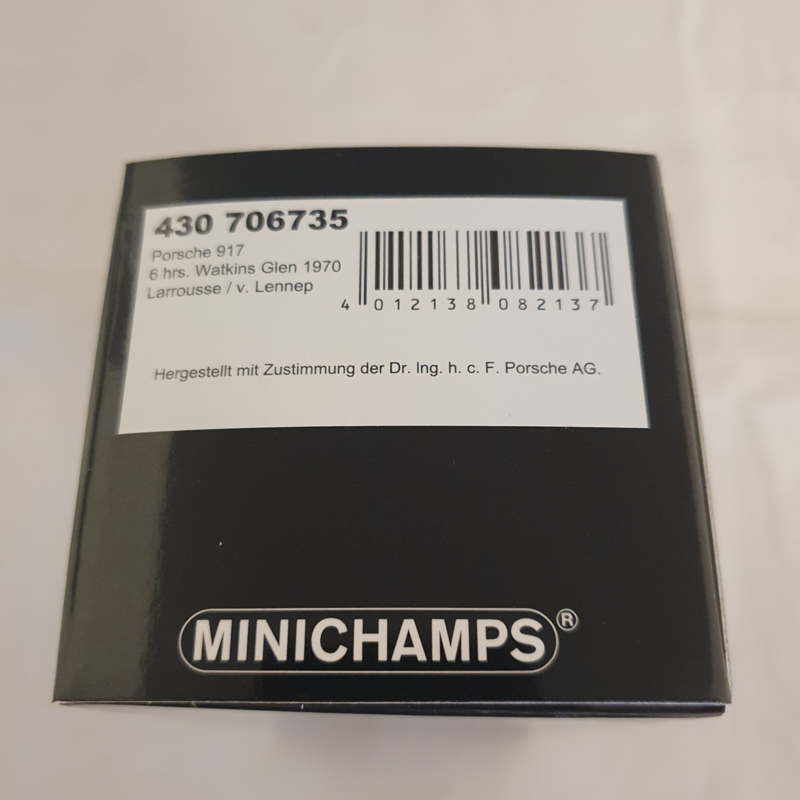 430 706735
Porsche 917
6 hrs. Watkins Glen 1970
Larrousse / v. Lennep
4 012138 082137
Hergestellt mit Zustimmung der Dr. Ing. h. c. F. Porsche AG.
MINICHAMPS®